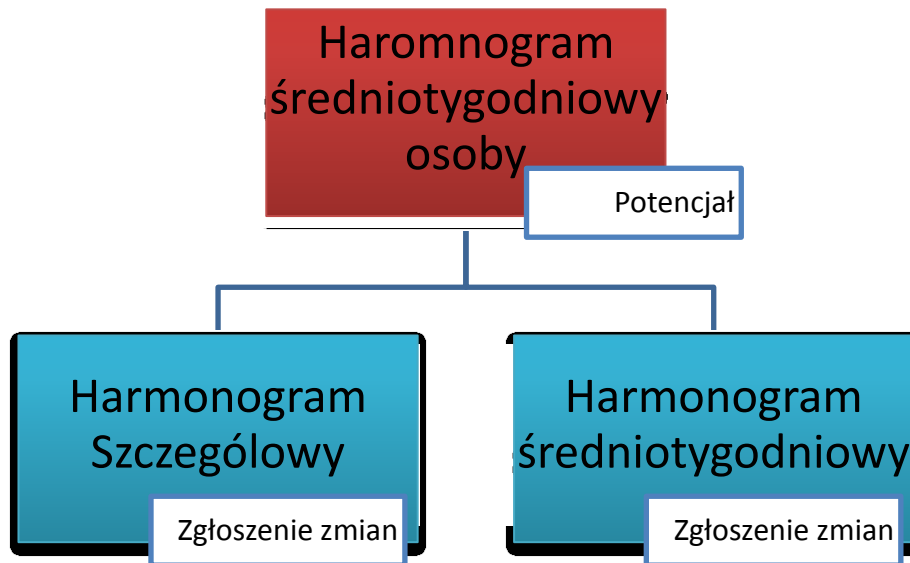 Haromnogram
średniotygodniowy
osoby
Potencjał
Harmonogram
Szczególowy
Zgłoszenie zmian
Harmonogram
średniotygodniowy
Zgłoszenie zmian